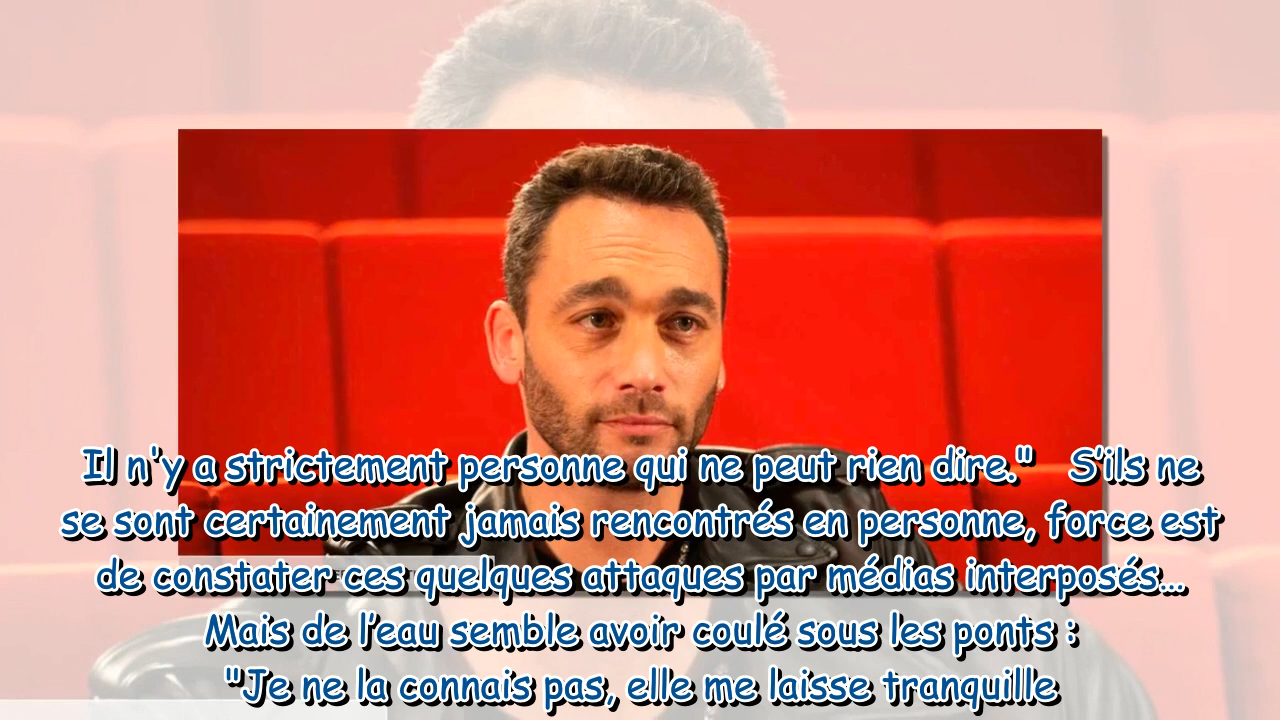 Il n'y a strictement personne qui ne peut rien dire." S’ils ne
se sont certainement jamais rencontrés en personne, force est
de constater ces quelques attaques par médias interposés...
Mais de l’eau semble avoir coulé sous les ponts :
"Je ne la connais pas, elle me laisse tranquille